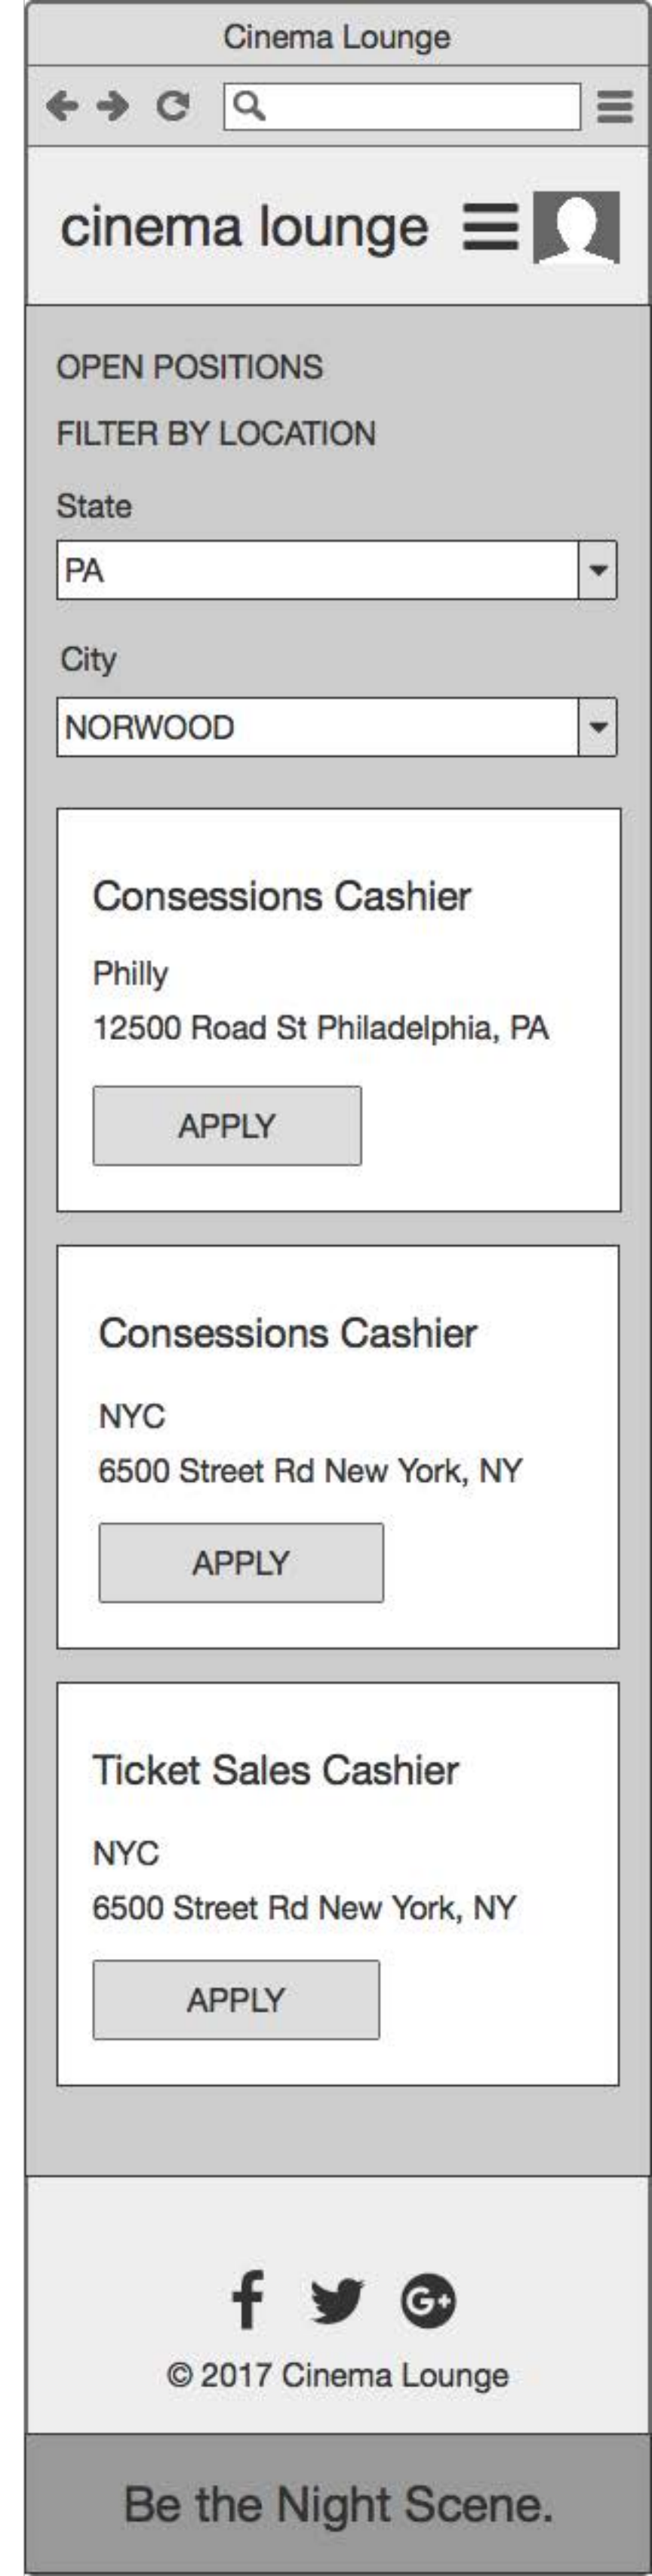 Cinema Lounge
cinema lounge
OPEN POSITIONS
FILTER BY LOCATION
State
PA
City
NORWOOD
Consessions Cashier
Philly
12500 Road St Philadelphia, PA
APPLY
Consessions Cashier
NYC
6500 Street Rd New York, NY
APPLY
Ticket Sales Cashier
NYC
6500 Street Rd New York, NY
APPLY
© 2017 Cinema Lounge
Be the Night Scene.